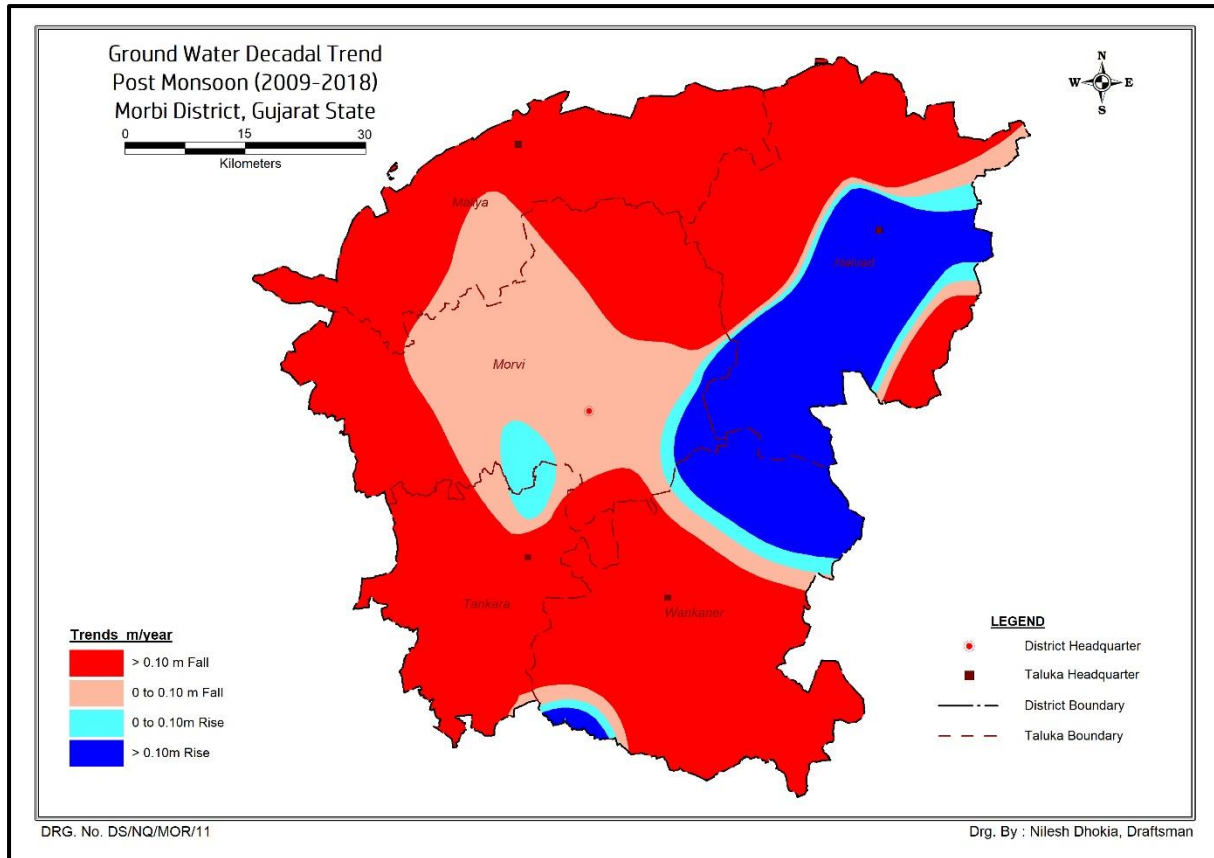 Ground Water Decadal Trend
Post Monsoon (2009-2018)
Morbi District, Gujarat State
0 15 30
Kilometers
N
W E
S
Maliya
Halvad
Morvi
Tankara
Wankaner
Trends m/year
> 0.10 m Fall
0 to 0.10 m Fall
0 to 0.10m Rise
> 0.10m Rise
LEGEND
District Headquarter
Taluka Headquarter
District Boundary
Taluka Boundary
DRG. No. DS/NQ/MOR/11
Drg. By : Nilesh Dhokia, Draftsman